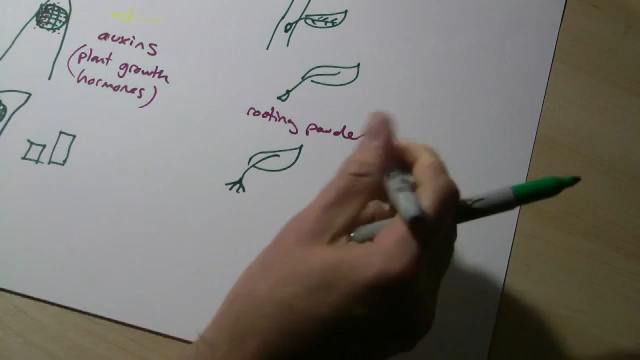 auxins
(plant growth
hormones)
rooting powde